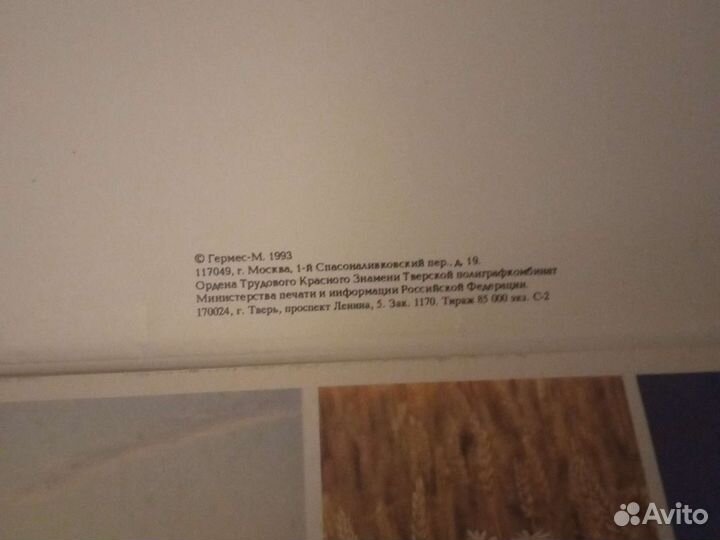 © Гермес-М. 1993
117049, г. Москва, 1-й Спасоналивковский пер., д. 19.
Ордена Трудового Красного Знамени Тверской полиграфкомбинат
Министерства печати и информации Российской Федерации.
170024, г. Тверь, проспект Ленина, 5. Зак. 1170. Тираж 85 000 экз. С-2
Avito